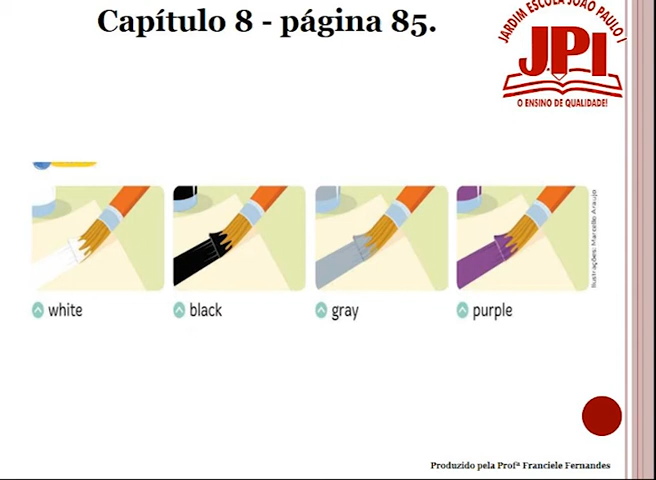 Capítulo 8 - página 85.
JARDIM ESCOLA JOÃO PAULO I
JPI
O ENSINO DE QUALIDADE!
white
black
gray
purple
Ilustrações: Marcello Araujo
Produzido pela Profª Franciele Fernandes